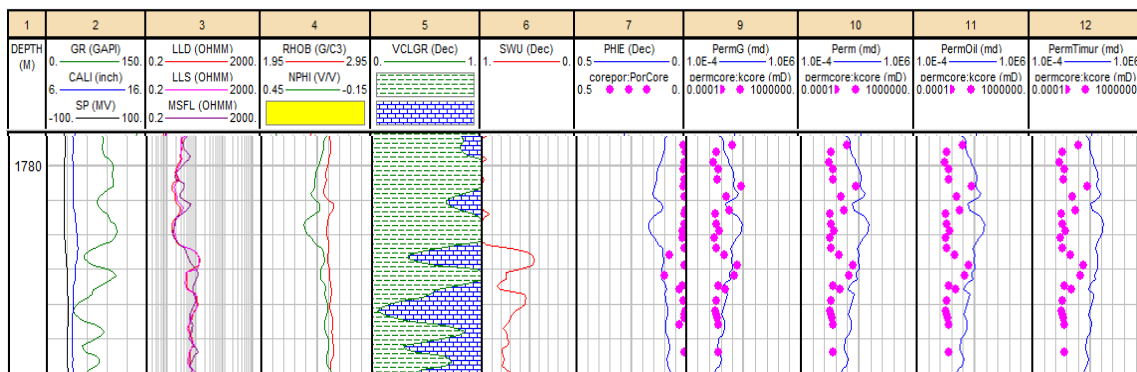 1 2 3 4 5 6 7 9 10 11 12
DEPTH (M)
GR (GAPI)
0. 150.
CALI (inch)
6. 16.
SP (MV)
-100. 100.
LLD (OHMM)
0.2 2000.
LLS (OHMM)
0.2 2000.
MSFL (OHMM)
0.2 2000.
RHOB (G/C3)
1.95 2.95
NPHI (V/V)
0.45 -0.15
VCLGR (Dec)
0. 1.
SWU (Dec)
1. 0.
PHIE (Dec)
0.5 0.
corepor:PorCore
0.5 0.
PermG (md)
1.0E-4 1.0E6
permcore:kcore (mD)
0.0001 1000000.
Perm (md)
1.0E-4 1.0E6
permcore:kcore (mD)
0.0001 1000000.
PermOil (md)
1.0E-4 1.0E6
permcore:kcore (mD)
0.0001 1000000.
PermTimur (md)
1.0E-4 1.0E6
permcore:kcore (mD)
0.0001 1000000.
1780